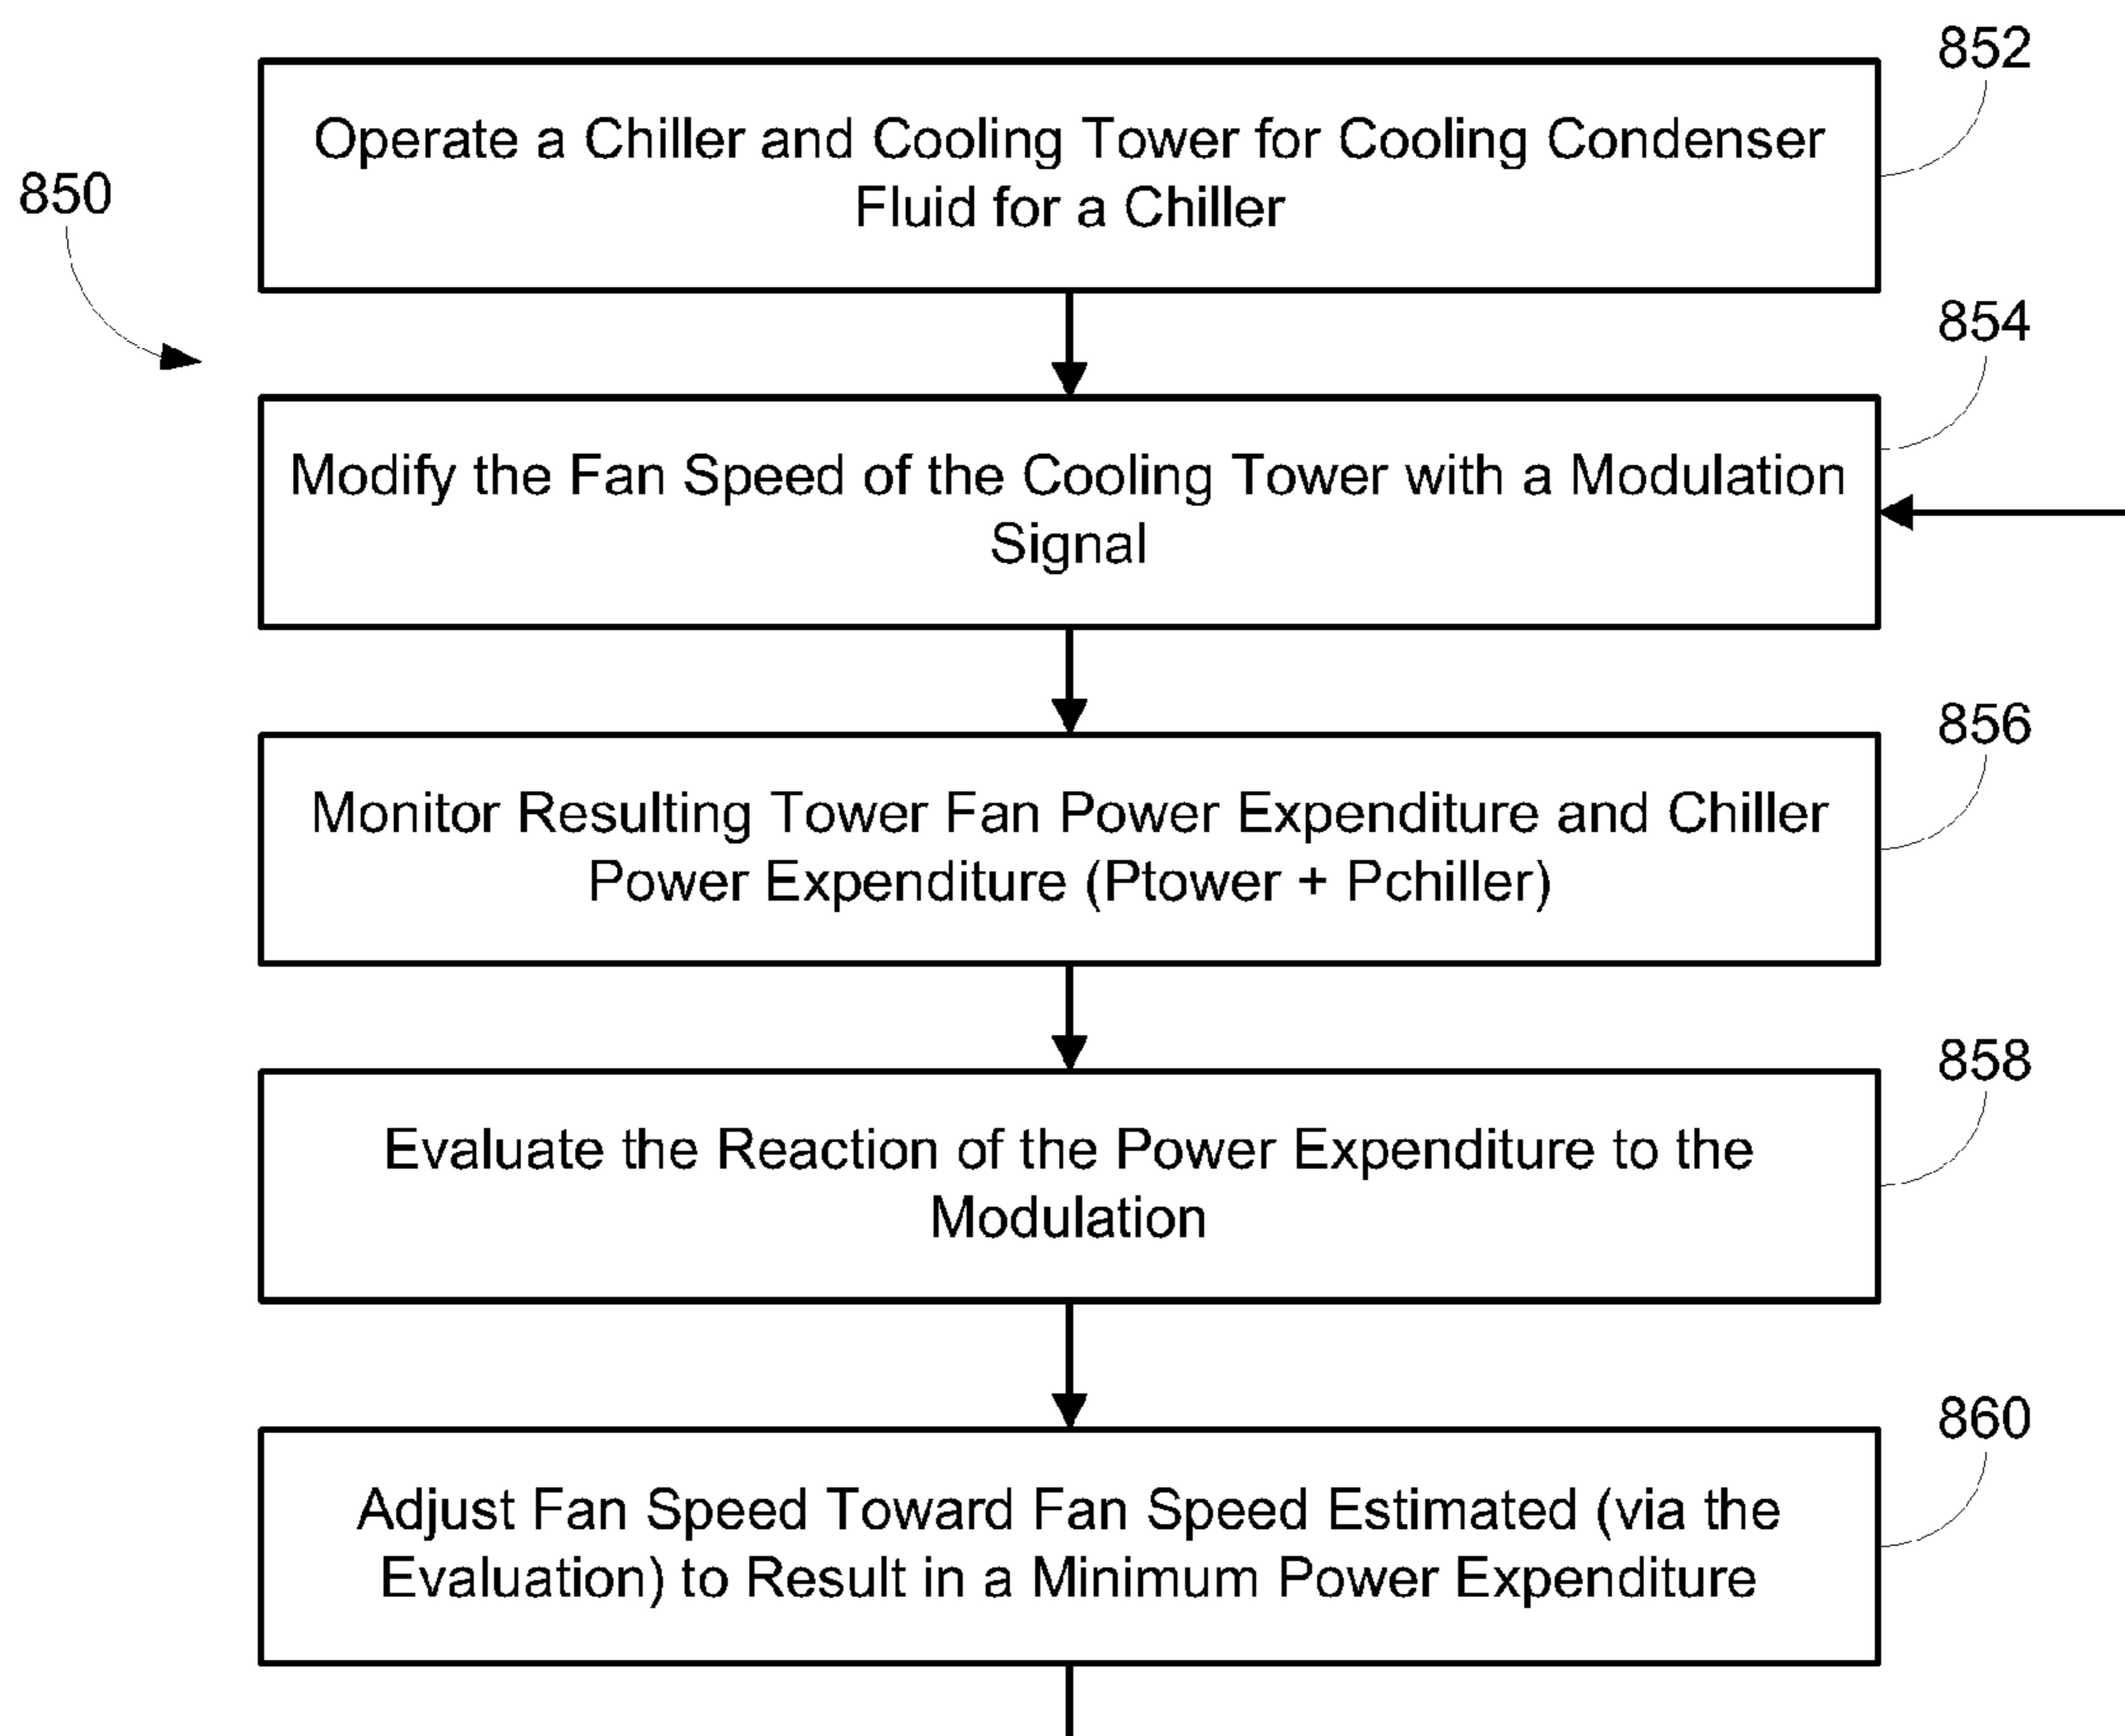 852
Operate a Chiller and Cooling Tower for Cooling Condenser
Fluid for a Chiller
850
854
Modify the Fan Speed of the Cooling Tower with a Modulation
Signal
856
Monitor Resulting Tower Fan Power Expenditure and Chiller
Power Expenditure (Ptower + Pchiller)
858
Evaluate the Reaction of the Power Expenditure to the
Modulation
860
Adjust Fan Speed Toward Fan Speed Estimated (via the
Evaluation) to Result in a Minimum Power Expenditure